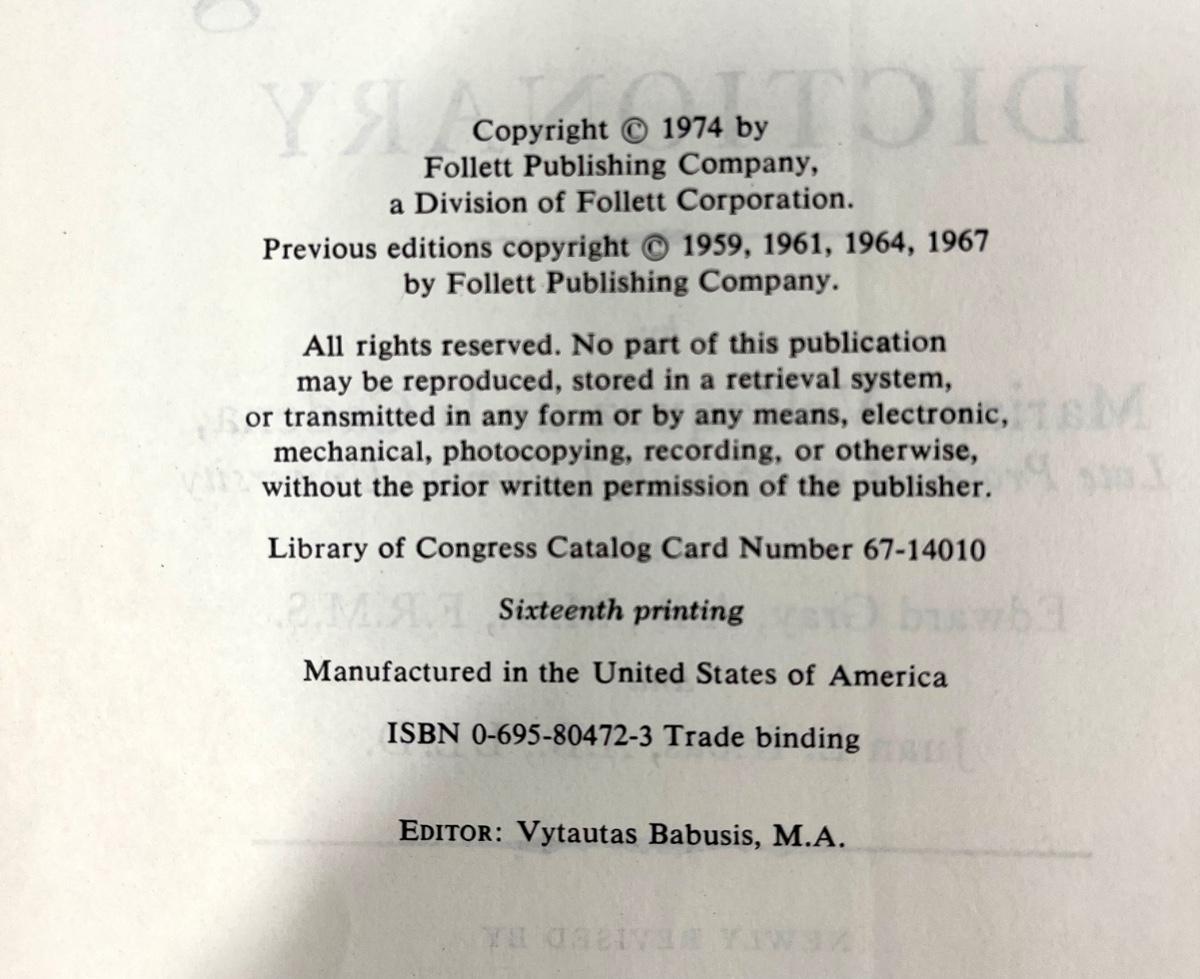 Copyright © 1974 by
Follett Publishing Company,
a Division of Follett Corporation.
Previous editions copyright © 1959, 1961, 1964, 1967
by Follett Publishing Company.
All rights reserved. No part of this publication
may be reproduced, stored in a retrieval system,
or transmitted in any form or by any means, electronic,
mechanical, photocopying, recording, or otherwise,
without the prior written permission of the publisher.
Library of Congress Catalog Card Number 67-14010
Sixteenth printing
Manufactured in the United States of America
ISBN 0-695-80472-3 Trade binding
EDITOR: Vytautas Babusis, M.A.